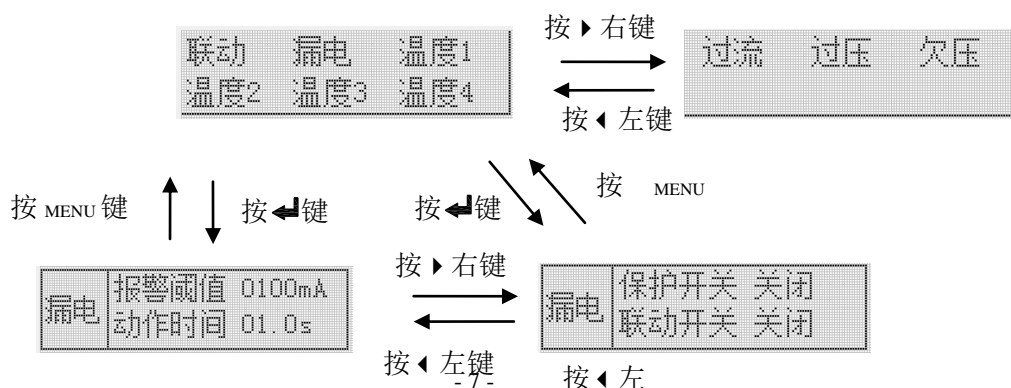 联动 漏电 温度1
温度2 温度3 温度4
按 右键
按 左键
过流 过压 欠压
按 MENU 键
按 键
按 键
按 MENU
漏电
报警阈值 0100mA
动作时间 01.0s
按 右键
按 左键
漏电
保护开关 关闭
联动开关 关闭
按 左
- 7 -